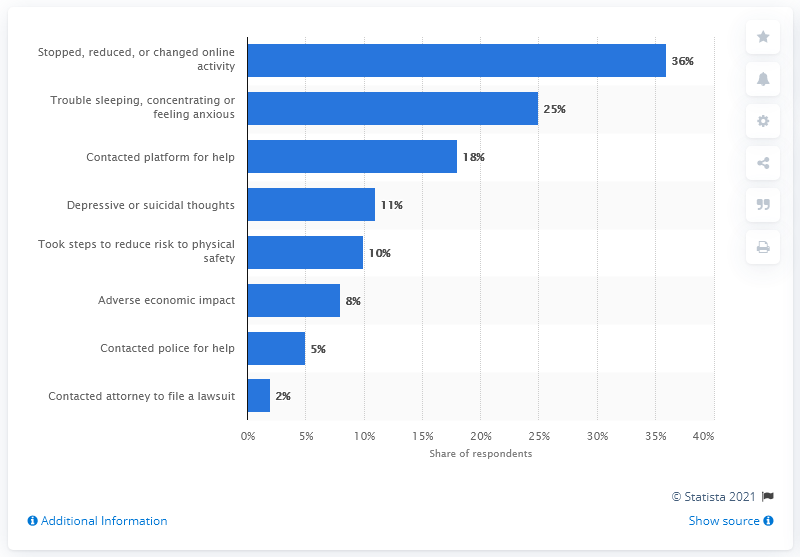 Stopped, reduced, or changed online
activity
36%
Trouble sleeping, concentrating or
feeling anxious
25%
Contacted platform for help
18%
Depressive or suicidal thoughts
11%
Took steps to reduce risk to physical
safety
10%
Adverse economic impact
8%
Contacted police for help
5%
Contacted attorney to file a lawsuit
2%
0% 5% 10% 15% 20% 25% 30% 35% 40%
Share of respondents
© Statista 2021
Additional Information
Show source